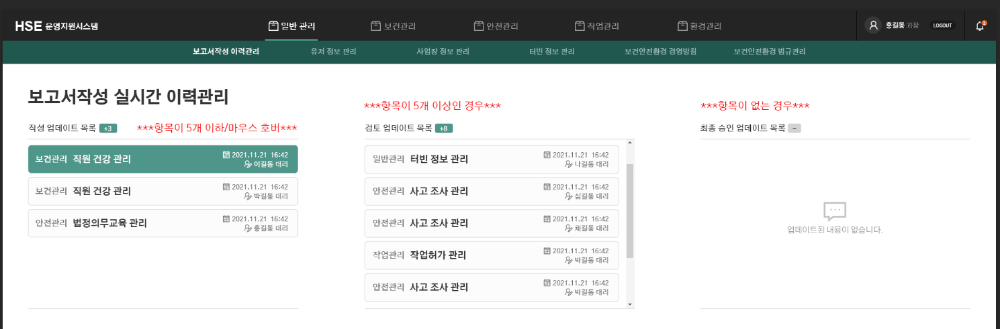 HSE 운영지원시스템
일반 관리
보건관리
안전관리
작업관리
환경관리
홍길동 과장
LOGOUT
1
보고서작성 이력관리
유저 정보 관리
사업장 정보 관리
터빈 정보 관리
보건안전환경 경영방침
보건안전환경 법규관리
보고서작성 실시간 이력관리
작성 업데이트 목록 +3
***항목이 5개 이하/마우스 호버***
보건관리 직원 건강 관리
2021.11.21 16:42
이길동 대리
보건관리 직원 건강 관리
2021.11.21 16:42
박길동 대리
안전관리 법정의무교육 관리
2021.11.21 16:42
홍길동 대리
***항목이 5개 이상인 경우***
검토 업데이트 목록 +8
일반관리 터빈 정보 관리
2021.11.21 16:42
나길동 대리
안전관리 사고 조사 관리
2021.11.21 16:42
심길동 대리
안전관리 사고 조사 관리
2021.11.21 16:42
채길동 대리
작업관리 작업허가 관리
2021.11.21 16:42
박길동 대리
안전관리 사고 조사 관리
2021.11.21 16:42
박길동 대리
***항목이 없는 경우***
최종 승인 업데이트 목록 -
업데이트된 내용이 없습니다.